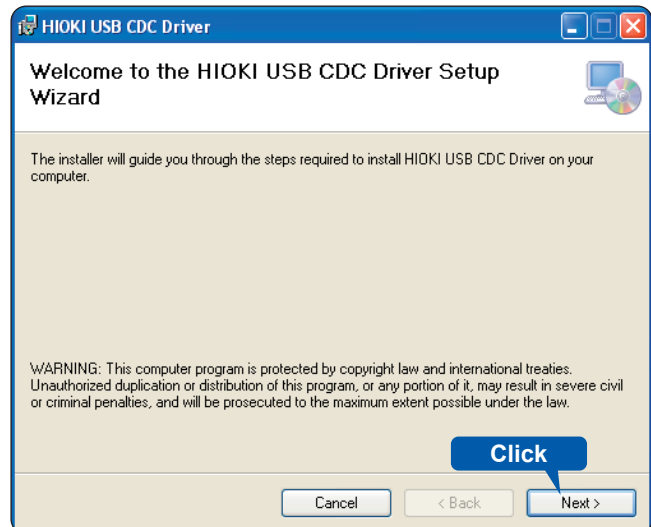 HIOKI USB CDC Driver
Welcome to the HIOKI USB CDC Driver Setup
Wizard
The installer will guide you through the steps required to install HIOKI USB CDC Driver on your
computer.
WARNING: This computer program is protected by copyright law and international treaties.
Unauthorized duplication or distribution of this program, or any portion of it, may result in severe civil
or criminal penalties, and will be prosecuted to the maximum extent possible under the law.
Click
Cancel
< Back
Next >